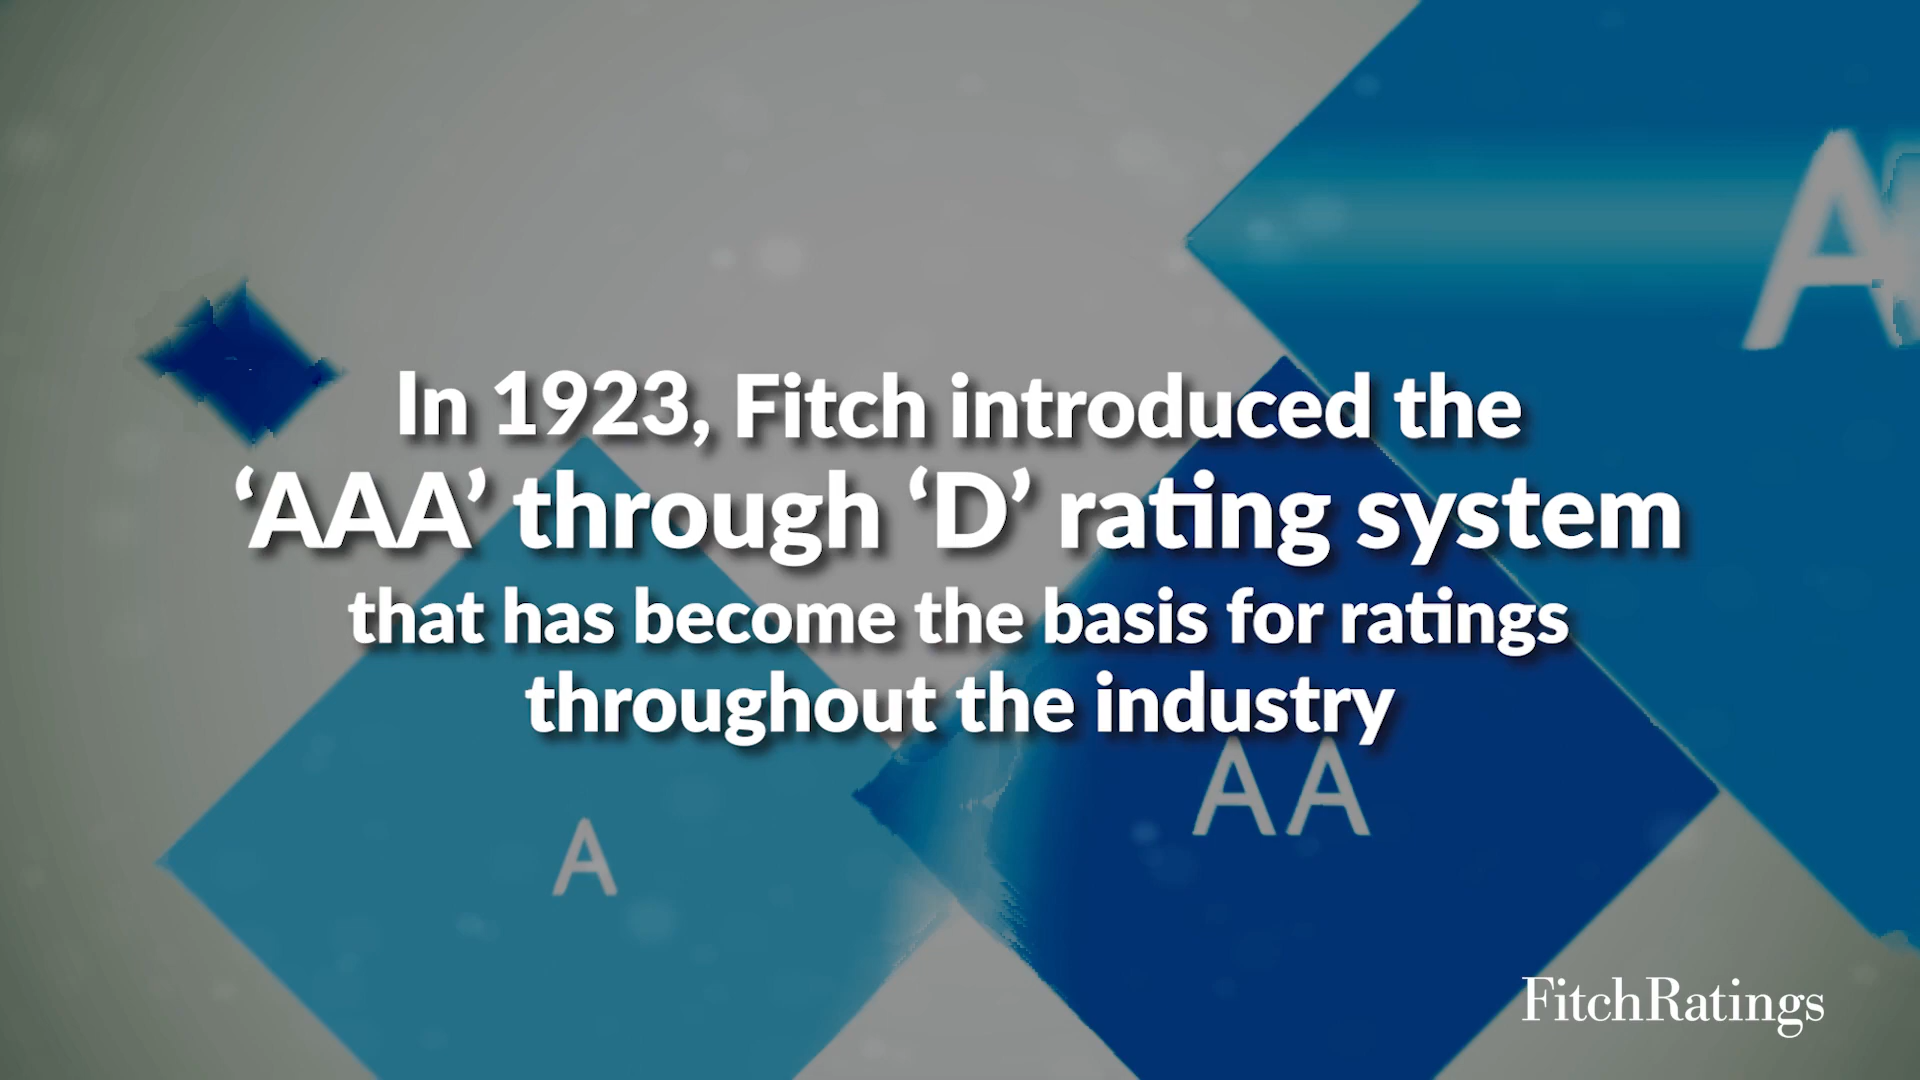 A
In 1923, Fitch introduced the
‘AAA’ through ‘D’ rating system
that has become the basis for ratings
throughout the industry
AA
A
FitchRatings